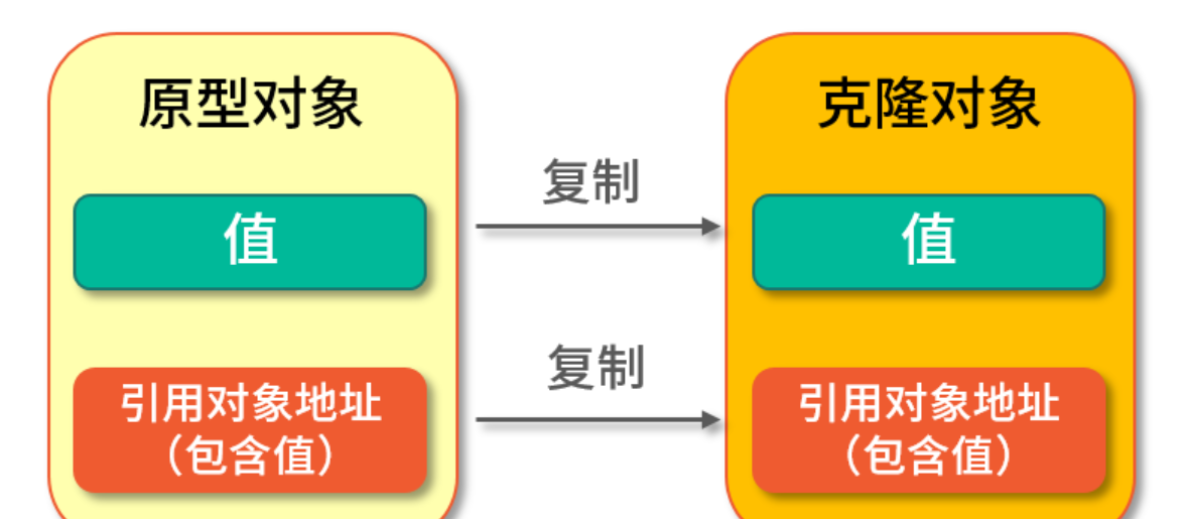 原型对象
克隆对象
复制
值
值
复制
引用对象地址
（包含值）
引用对象地址
（包含值）